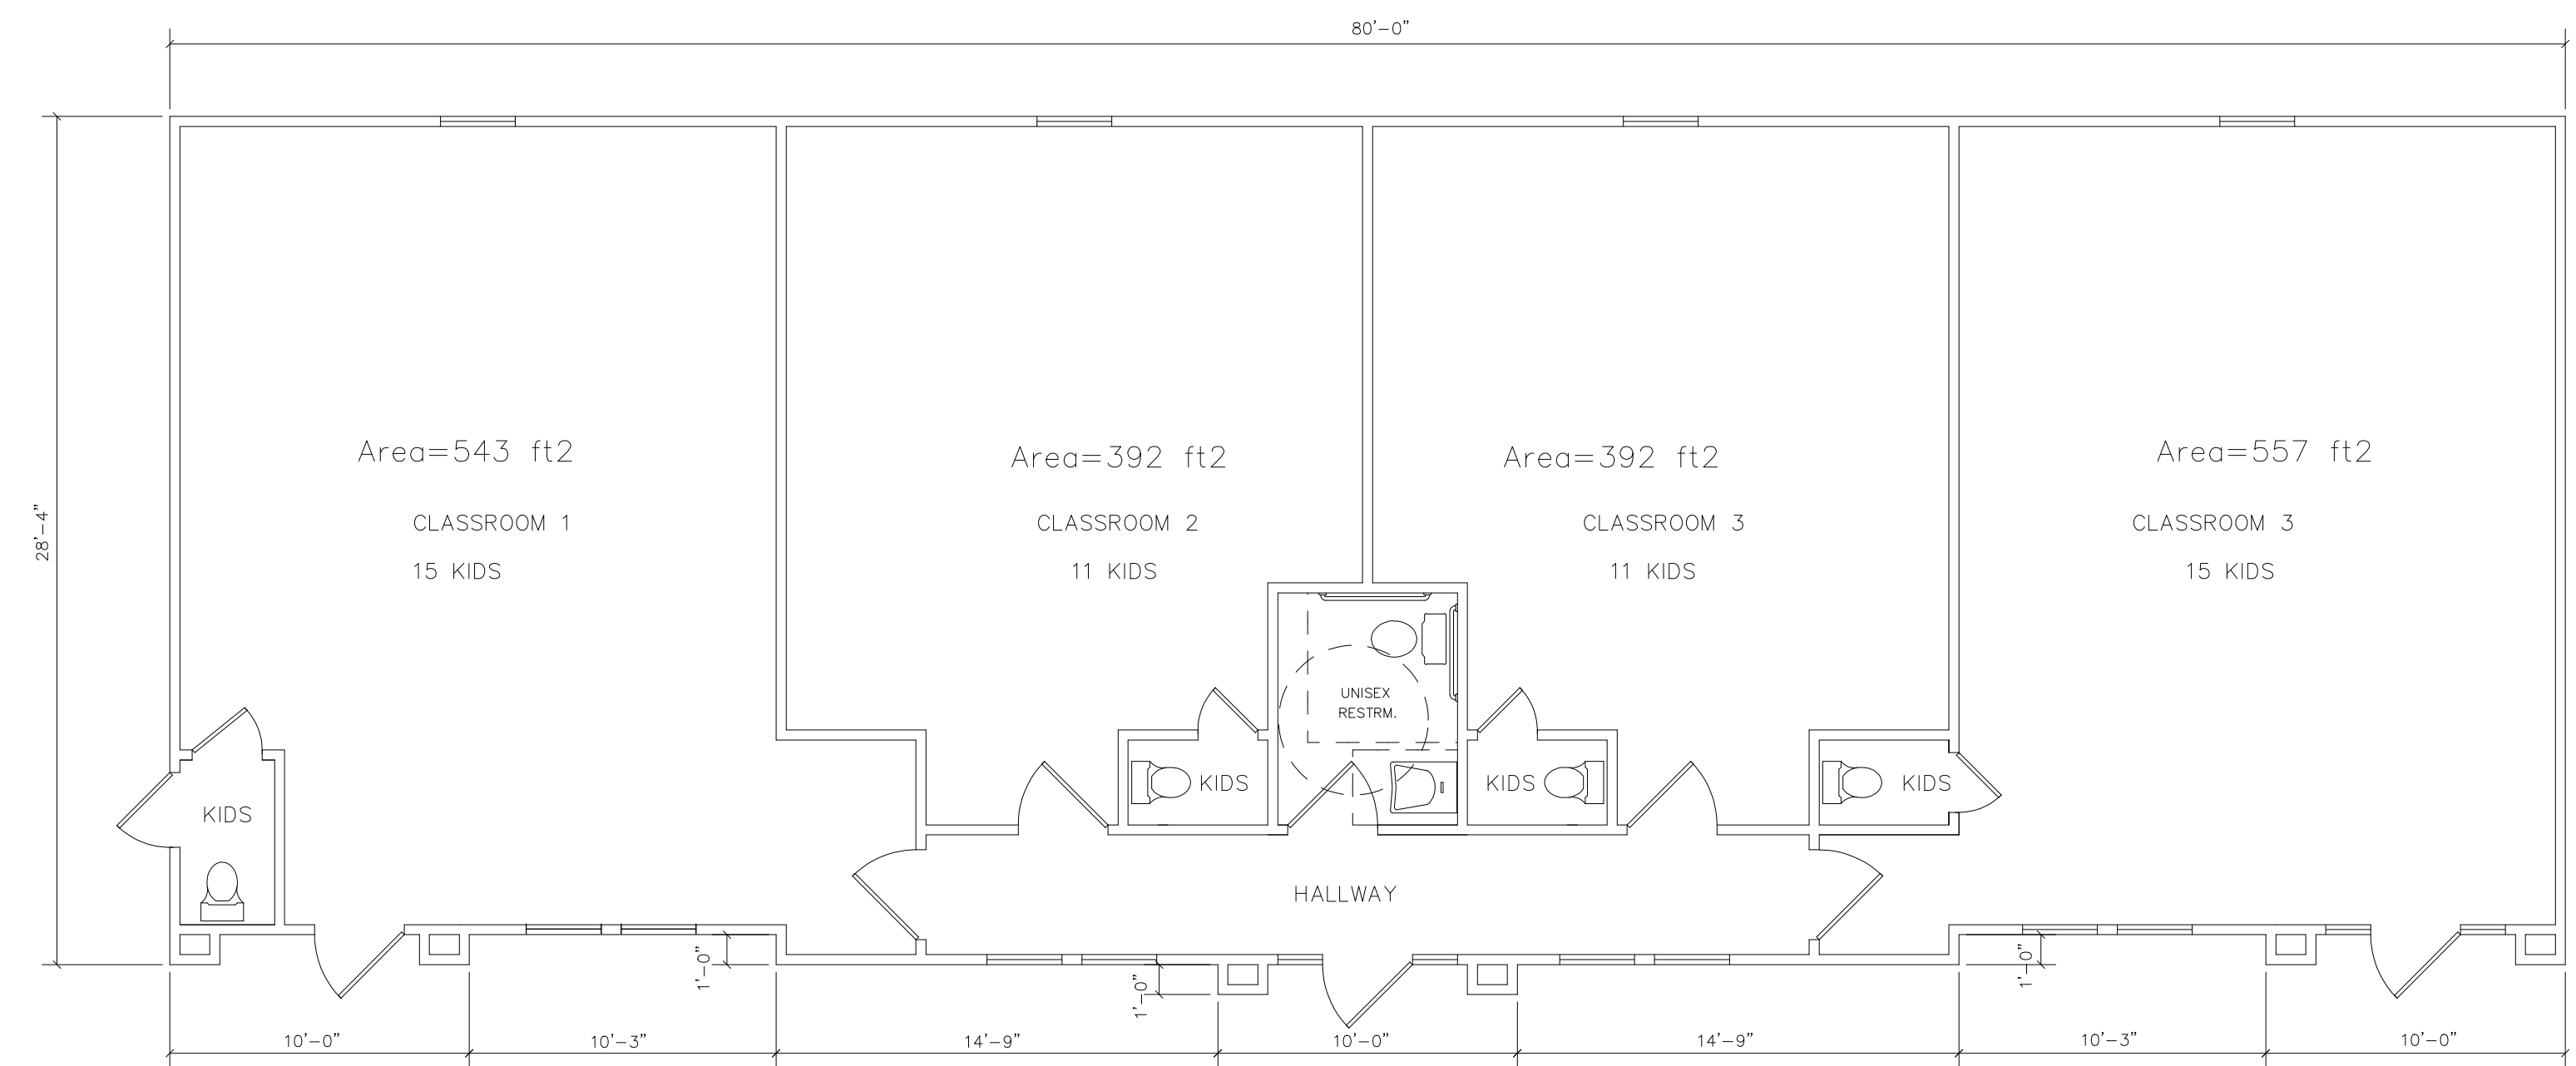 80'-0"
28'-4"
Area=543 ft2
CLASSROOM 1
15 KIDS
Area=392 ft2
CLASSROOM 2
11 KIDS
Area=392 ft2
CLASSROOM 3
11 KIDS
Area=557 ft2
CLASSROOM 3
15 KIDS
UNISEX
RESTRM.
KIDS
KIDS
KIDS
KIDS
HALLWAY
1'-0"
1'-0"
1'-0"
10'-0"
10'-3"
14'-9"
10'-0"
14'-9"
10'-3"
10'-0"